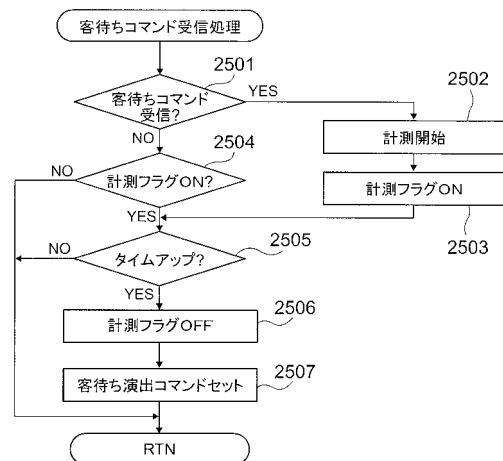 客待ちコマンド受信処理
2501
客待ちコマンド
受信?
YES
NO
2502
計測開始
2504
NO
計測フラグON?
YES
計測フラグON
2503
2505
NO
タイムアップ?
YES
2506
計測フラグOFF
2507
客待ち演出コマンドセット
RTN